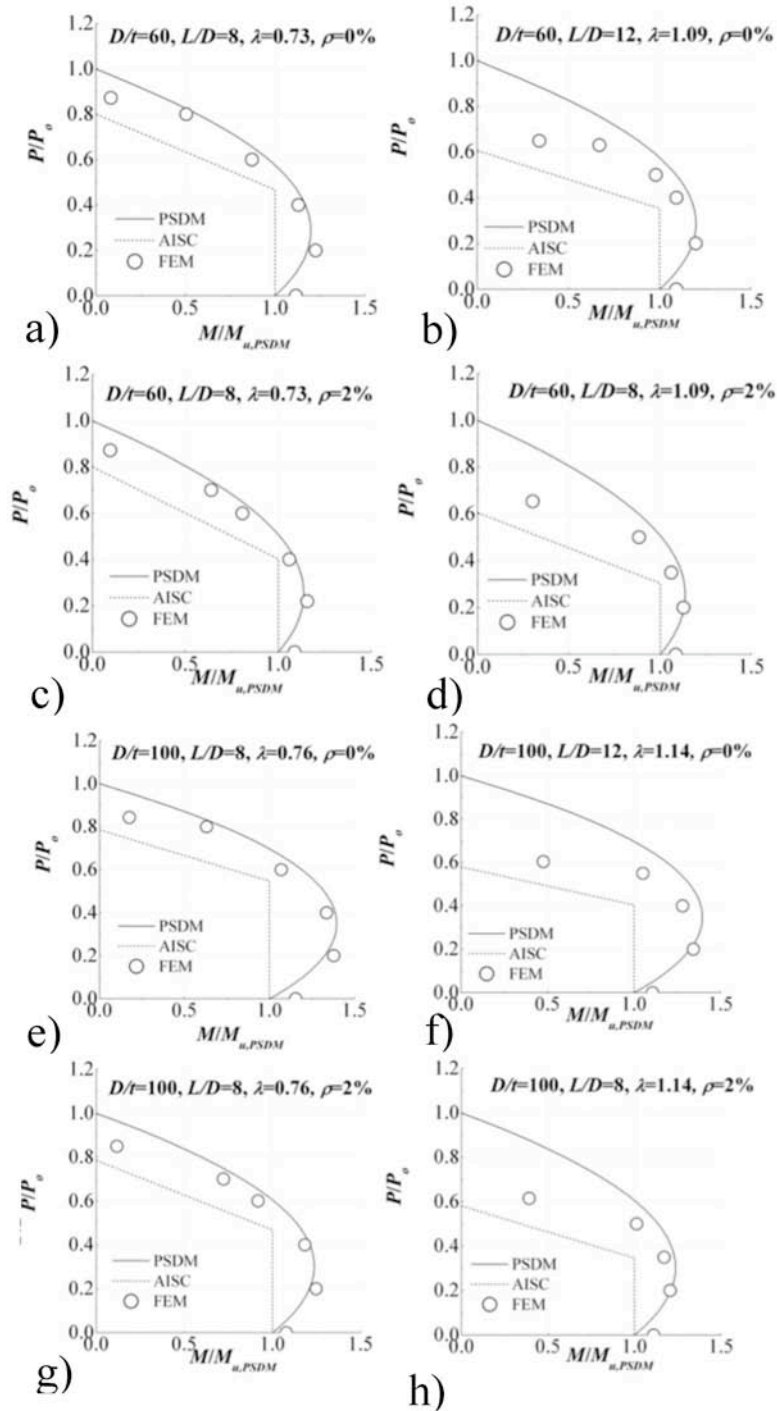 D/t=60, L/D=8, λ=0.73, ρ=0%
1.2
1.0
0.8
0.6
0.4
0.2
0.0
P/Pₒ
PSDM
AISC
FEM
0.0 0.5 1.0 1.5
M/Mᵤ,PSDM
a)
D/t=60, L/D=12, λ=1.09, ρ=0%
1.2
1.0
0.8
0.6
0.4
0.2
0.0
P/Pₒ
PSDM
AISC
FEM
0.0 0.5 1.0 1.5
M/Mᵤ,PSDM
b)
D/t=60, L/D=8, λ=0.73, ρ=2%
1.2
1.0
0.8
0.6
0.4
0.2
0.0
P/Pₒ
PSDM
AISC
FEM
0.0 0.5 1.0 1.5
M/Mᵤ,PSDM
c)
D/t=60, L/D=8, λ=1.09, ρ=2%
1.2
1.0
0.8
0.6
0.4
0.2
0.0
P/Pₒ
PSDM
AISC
FEM
0.0 0.5 1.0 1.5
M/Mᵤ,PSDM
d)
D/t=100, L/D=8, λ=0.76, ρ=0%
1.2
1.0
0.8
0.6
0.4
0.2
0.0
P/Pₒ
PSDM
AISC
FEM
0.0 0.5 1.0 1.5
M/Mᵤ,PSDM
e)
D/t=100, L/D=12, λ=1.14, ρ=0%
1.2
1.0
0.8
0.6
0.4
0.2
0.0
P/Pₒ
PSDM
AISC
FEM
0.0 0.5 1.0 1.5
M/Mᵤ,PSDM
f)
D/t=100, L/D=8, λ=0.76, ρ=2%
1.2
1.0
0.8
0.6
0.4
0.2
0.0
P/Pₒ
PSDM
AISC
FEM
0.0 0.5 1.0 1.5
M/Mᵤ,PSDM
g)
D/t=100, L/D=8, λ=1.14, ρ=2%
1.2
1.0
0.8
0.6
0.4
0.2
0.0
P/Pₒ
PSDM
AISC
FEM
0.0 0.5 1.0 1.5
M/Mᵤ,PSDM
h)